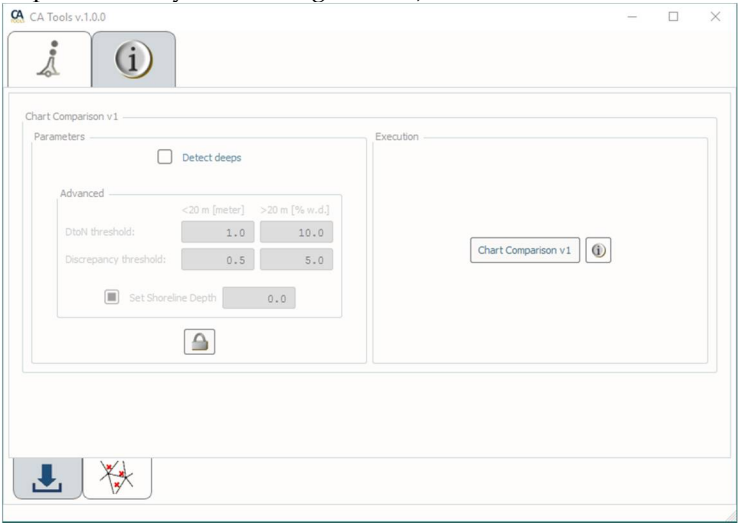 CA Tools v.1.0.0
Chart Comparison v1
Parameters
Detect deeps
Advanced
<20 m [meter] >20 m [% w.d.]
DtoN threshold: 1.0 10.0
Discrepancy threshold: 0.5 5.0
Set Shoreline Depth 0.0
Execution
Chart Comparison v1